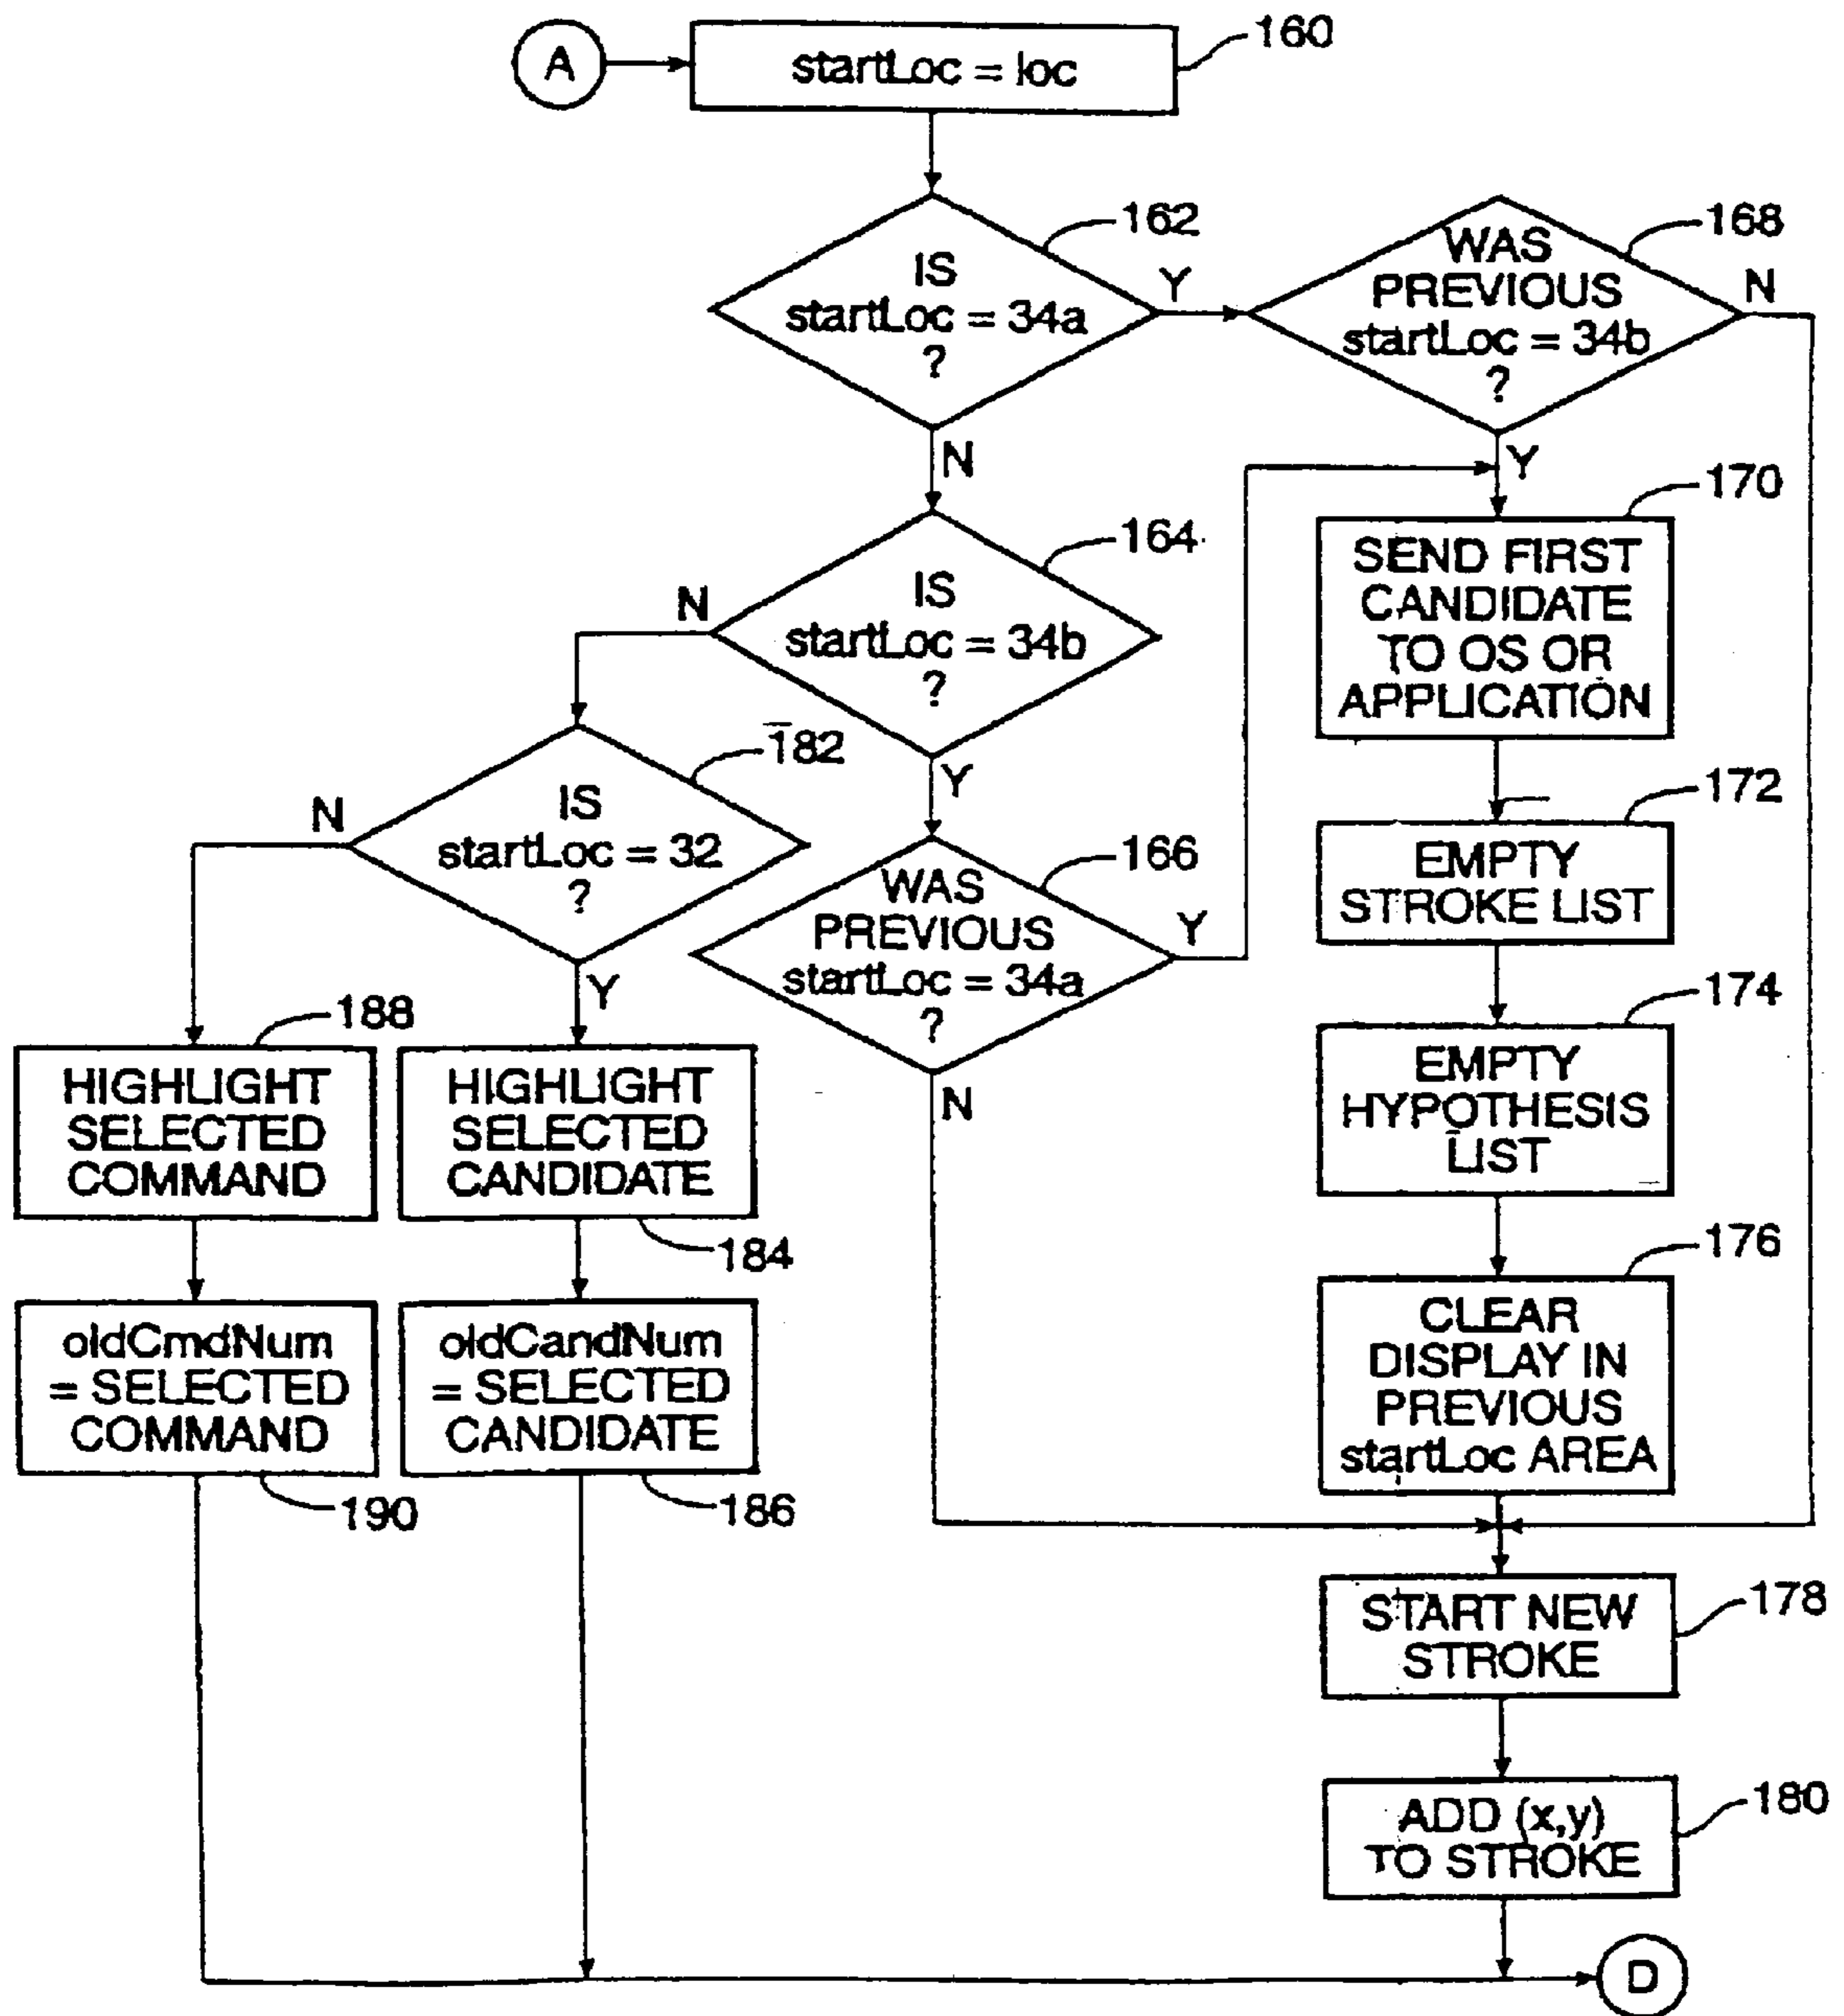 A
startLoc = loc
160
IS
startLoc = 34a
?
162
Y
N
WAS
PREVIOUS
startLoc = 34b
?
168
N
Y
IS
startLoc = 34b
?
164
N
Y
SEND FIRST
CANDIDATE
TO OS OR
APPLICATION
170
IS
startLoc = 32
?
182
N
Y
WAS
PREVIOUS
startLoc = 34a
?
166
Y
N
EMPTY
STROKE LIST
172
EMPTY
HYPOTHESIS
LIST
174
HIGHLIGHT
SELECTED
COMMAND
188
HIGHLIGHT
SELECTED
CANDIDATE
184
CLEAR
DISPLAY IN
PREVIOUS
startLoc AREA
176
oldCmdNum
= SELECTED
COMMAND
190
oldCandNum
= SELECTED
CANDIDATE
186
START NEW
STROKE
178
ADD (x,y)
TO STROKE
180
D